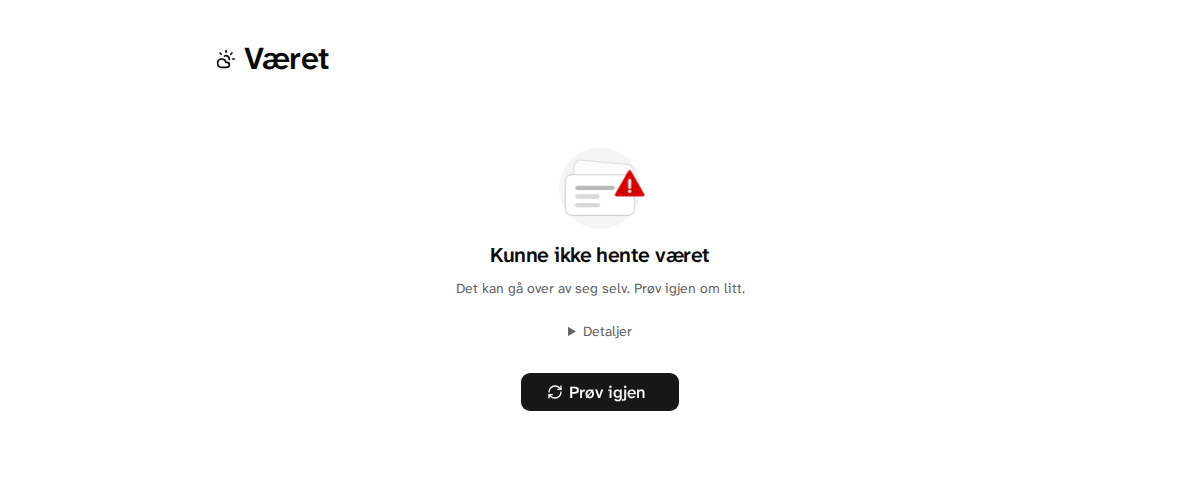 Været
Kunne ikke hente været
Det kan gå over av seg selv. Prøv igjen om litt.
Detaljer
Prøv igjen